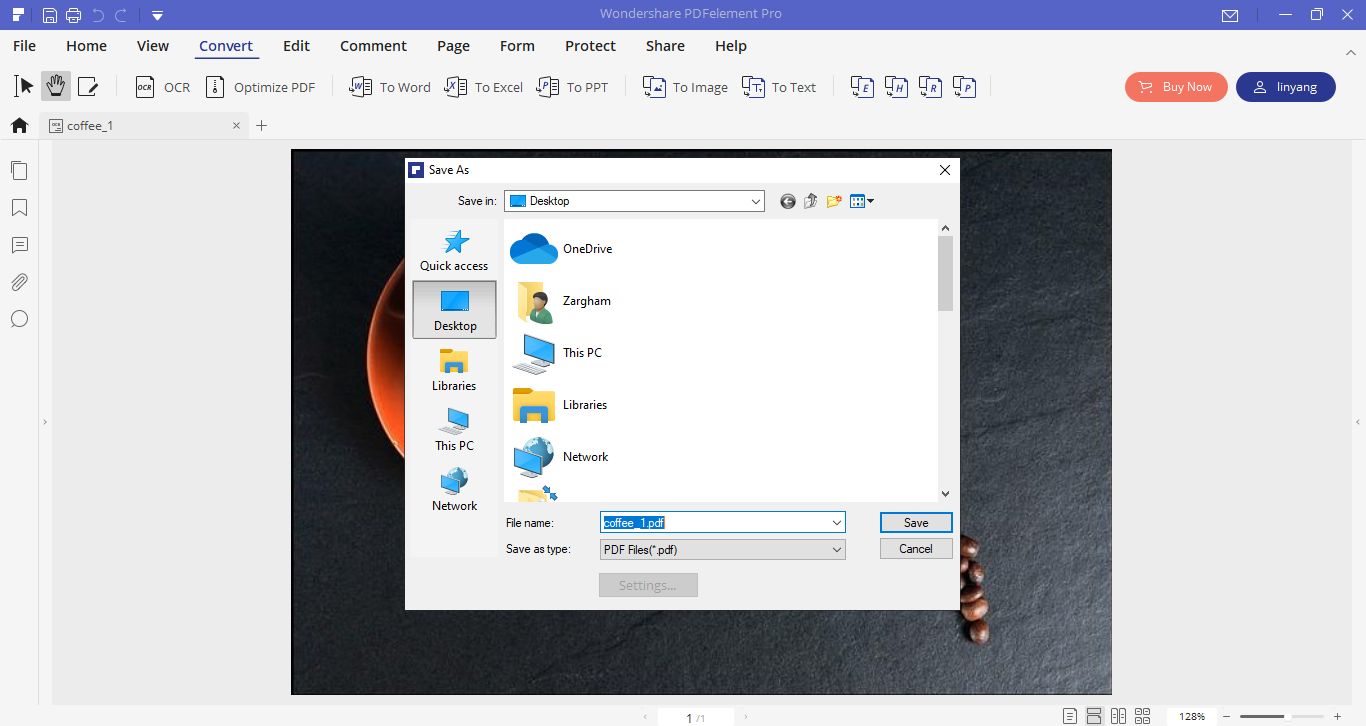 Wondershare PDFelement Pro
File Home View Convert Edit Comment Page Form Protect Share Help
OCR OCR Optimize PDF W To Word X To Excel P To PPT To Image T To Text E H R P Buy Now linyang
OCR coffee_1
Save As
Save in: Desktop
Quick access
Desktop
Libraries
This PC
Network
OneDrive
Zargham
This PC
Libraries
Network
File name: coffee_1.pdf Save
Save as type: PDF Files(*.pdf) Cancel
Settings...
1 /1 128%